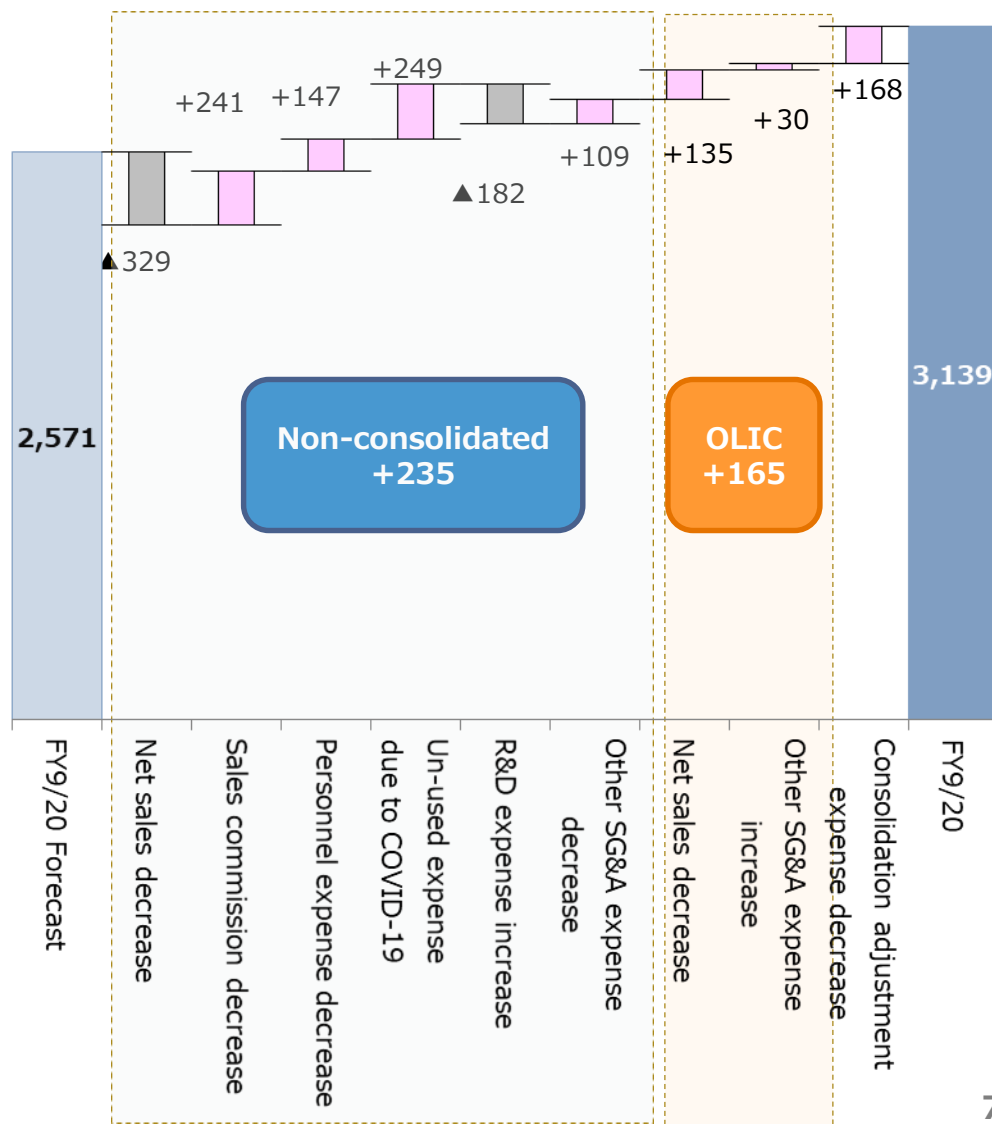 +249
+147
+241
+168
+30
+135
+109
▲182
▲329
3,139
2,571
Non-consolidated
+235
OLIC
+165
FY9/20 Forecast
Net sales decrease
Sales commission decrease
Personnel expense decrease
Un-used expense
due to COVID-19
R&D expense increase
Other SG&A expense
decrease
Net sales decrease
Other SG&A expense
increase
Consolidation adjustment
expense decrease
FY9/20
7